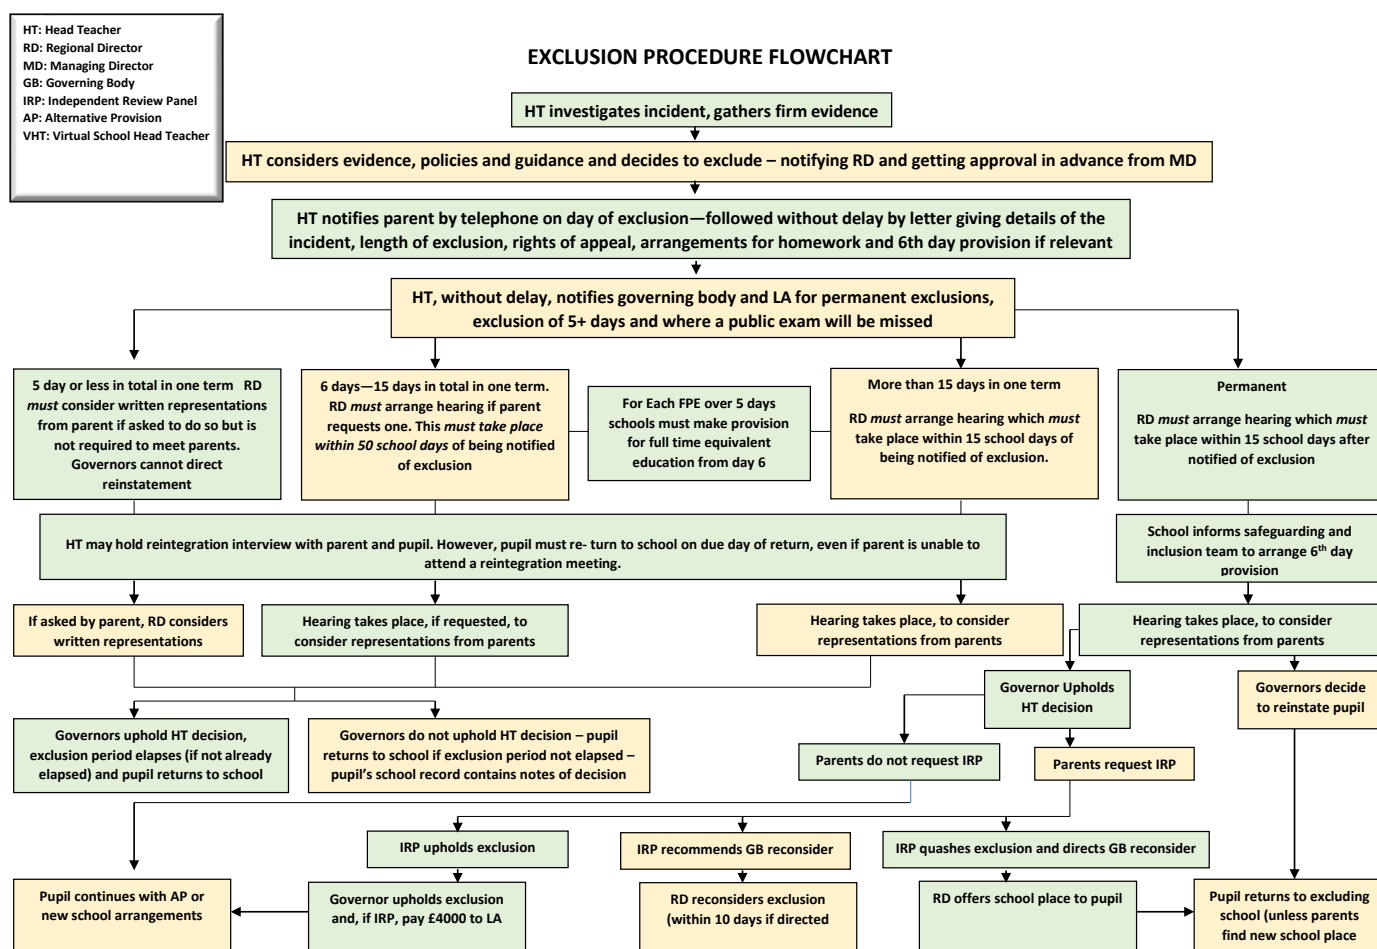 HT: Head Teacher
RD: Regional Director
MD: Managing Director
GB: Governing Body
IRP: Independent Review Panel
AP: Alternative Provision
VHT: Virtual School Head Teacher
EXCLUSION PROCEDURE FLOWCHART
HT investigates incident, gathers firm evidence
HT considers evidence, policies and guidance and decides to exclude – notifying RD and getting approval in advance from MD
HT notifies parent by telephone on day of exclusion—followed without delay by letter giving details of the
incident, length of exclusion, rights of appeal, arrangements for homework and 6th day provision if relevant
HT, without delay, notifies governing body and LA for permanent exclusions,
exclusion of 5+ days and where a public exam will be missed
5 day or less in total in one term RD
must consider written representations
from parent if asked to do so but is
not required to meet parents.
Governors cannot direct
reinstatement
6 days—15 days in total in one term.
RD must arrange hearing if parent
requests one. This must take place
within 50 school days of being notified
of exclusion
For Each FPE over 5 days
schools must make provision
for full time equivalent
education from day 6
More than 15 days in one term
RD must arrange hearing which must
take place within 15 school days of
being notified of exclusion.
Permanent
RD must arrange hearing which must
take place within 15 school days after
notified of exclusion
HT may hold reintegration interview with parent and pupil. However, pupil must re- turn to school on due day of return, even if parent is unable to
attend a reintegration meeting.
School informs safeguarding and
inclusion team to arrange 6th day
provision
If asked by parent, RD considers
written representations
Hearing takes place, if requested, to
consider representations from parents
Hearing takes place, to consider
representations from parents
Hearing takes place, to consider
representations from parents
Governor Upholds
HT decision
Governors decide
to reinstate pupil
Governors uphold HT decision,
exclusion period elapses (if not already
elapsed) and pupil returns to school
Governors do not uphold HT decision – pupil
returns to school if exclusion period not elapsed –
pupil's school record contains notes of decision
Parents do not request IRP
Parents request IRP
IRP upholds exclusion
IRP recommends GB reconsider
IRP quashes exclusion and directs GB reconsider
Pupil continues with AP or
new school arrangements
Governor upholds exclusion
and, if IRP, pay £4000 to LA
RD reconsiders exclusion
(within 10 days if directed
RD offers school place to pupil
Pupil returns to excluding
school (unless parents
find new school place